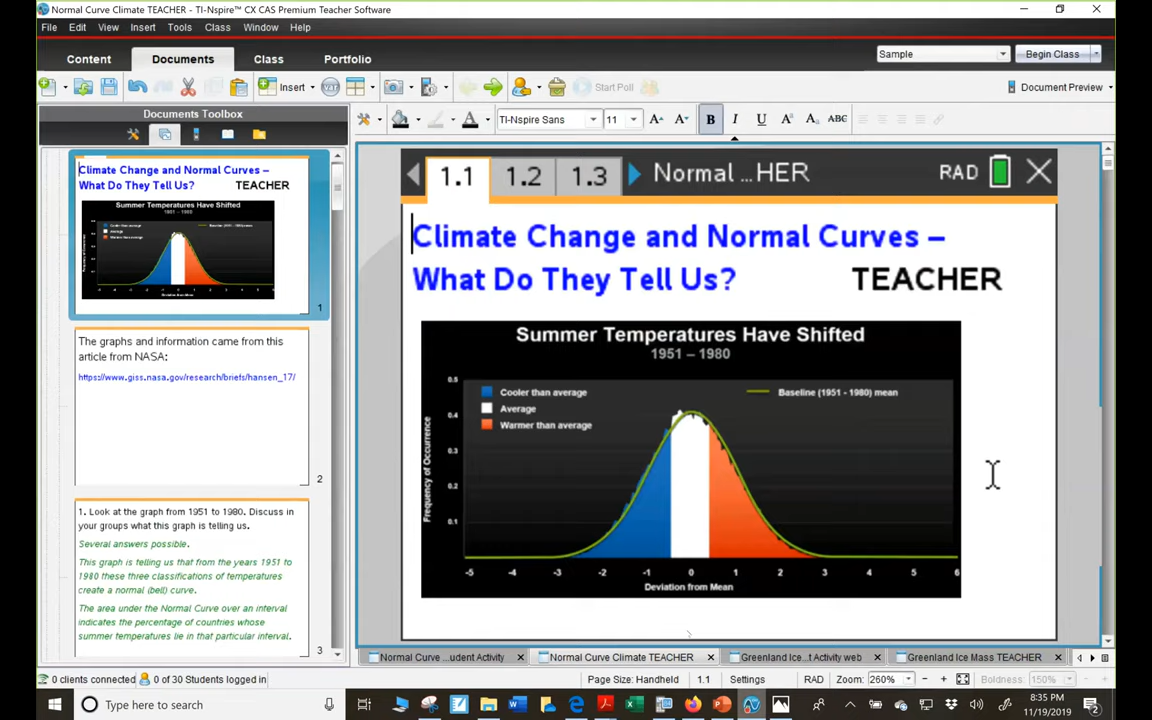 Normal Curve Climate TEACHER - TI-Nspire™ CX CAS Premium Teacher Software
File Edit View Insert Tools Class Window Help
Content Documents Class Portfolio
Sample Begin Class
Insert Start Poll Document Preview
Documents Toolbox
TI-Nspire Sans 11 B I U ABC
Climate Change and Normal Curves –
What Do They Tell Us? TEACHER
Summer Temperatures Have Shifted
1951 – 1980
1
The graphs and information came from this
article from NASA:
https://www.giss.nasa.gov/research/briefs/hansen_17/
2
1. Look at the graph from 1951 to 1980. Discuss in
your groups what this graph is telling us.
Several answers possible.
This graph is telling us that from the years 1951 to
1980 these three classifications of temperatures
create a normal (bell) curve.
The area under the Normal Curve over an interval
indicates the percentage of countries whose
summer temperatures lie in that particular interval.
3
1.1 1.2 1.3 Normal ...HER RAD
Climate Change and Normal Curves –
What Do They Tell Us? TEACHER
Summer Temperatures Have Shifted
1951 – 1980
Cooler than average
Average
Warmer than average
Baseline (1951 - 1980) mean
Frequency of Occurrence
0.5
0.4
0.3
0.2
0.1
-5 -4 -3 -2 -1 0 1 2 3 4 5 6
Deviation from Mean
Normal Curve ...udent Activity Normal Curve Climate TEACHER Greenland Ice...t Activity web Greenland Ice Mass TEACHER
0 clients connected 0 of 30 Students logged in Page Size: Handheld 1.1 Settings RAD Zoom: 260% Boldness: 150%
Type here to search
8:35 PM
11/19/2019
2